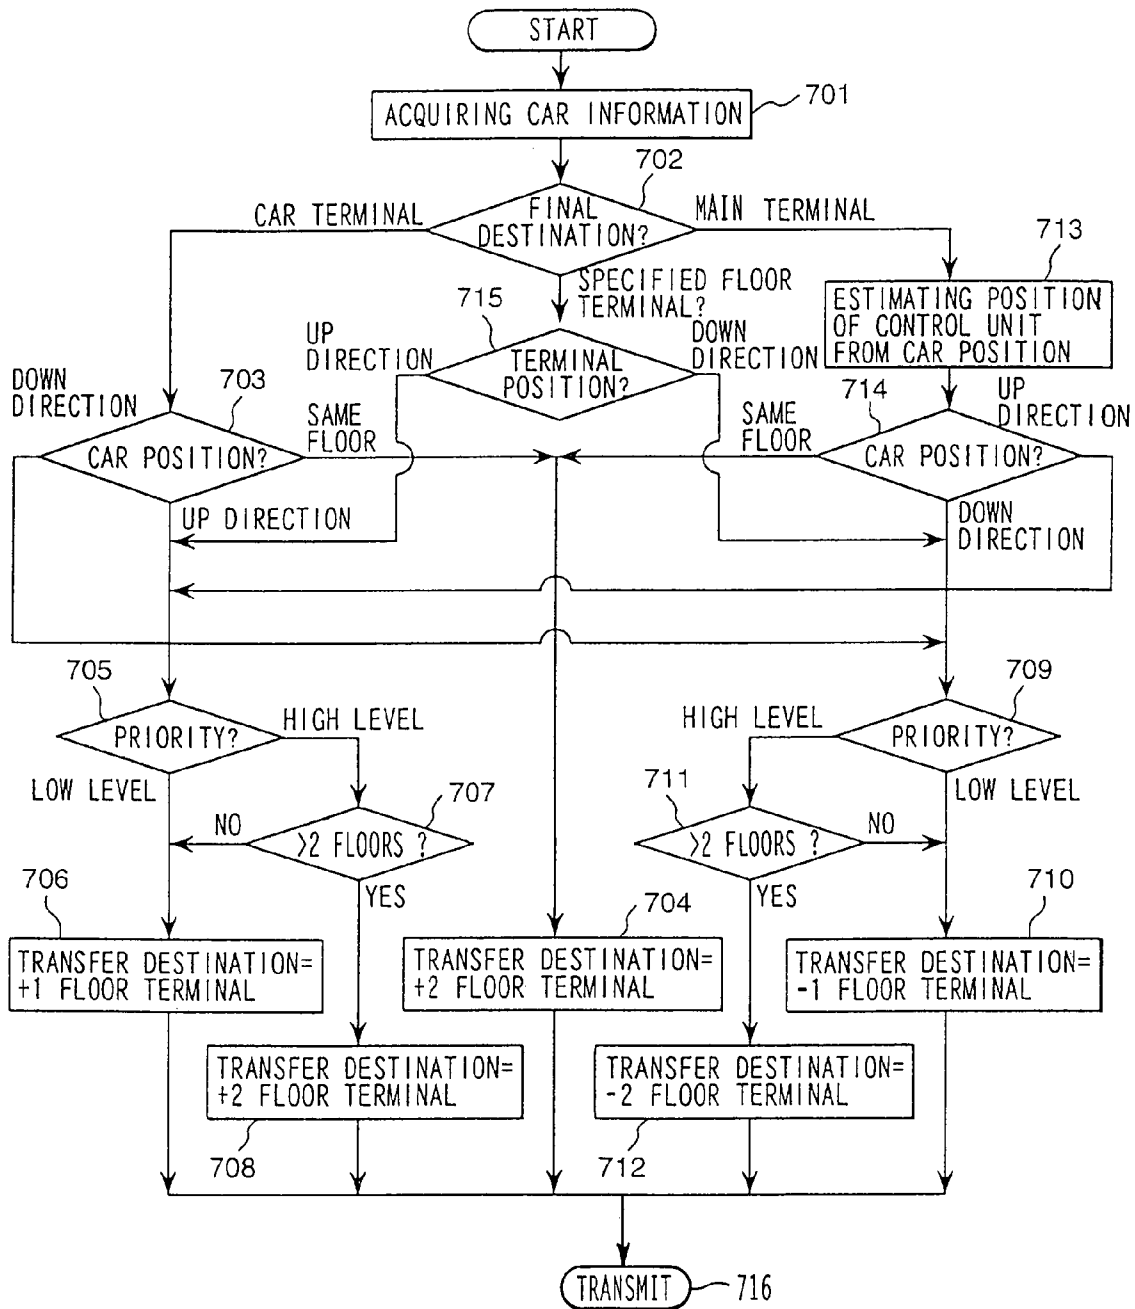 START
ACQUIRING CAR INFORMATION
701
702
CAR TERMINAL
FINAL
DESTINATION?
MAIN TERMINAL
713
SPECIFIED FLOOR
TERMINAL?
ESTIMATING POSITION
OF CONTROL UNIT
FROM CAR POSITION
715
UP
DIRECTION
TERMINAL
POSITION?
DOWN
DIRECTION
DOWN
DIRECTION
703
SAME
FLOOR
CAR POSITION?
UP DIRECTION
714
SAME
FLOOR
UP
DIRECTION
CAR POSITION?
DOWN
DIRECTION
705
PRIORITY?
HIGH LEVEL
LOW LEVEL
709
HIGH LEVEL
PRIORITY?
LOW LEVEL
707
NO
>2 FLOORS ?
YES
711
>2 FLOORS ?
NO
YES
706
TRANSFER DESTINATION=
+1 FLOOR TERMINAL
704
TRANSFER DESTINATION=
+2 FLOOR TERMINAL
710
TRANSFER DESTINATION=
-1 FLOOR TERMINAL
TRANSFER DESTINATION=
+2 FLOOR TERMINAL
708
TRANSFER DESTINATION=
-2 FLOOR TERMINAL
712
TRANSMIT
716